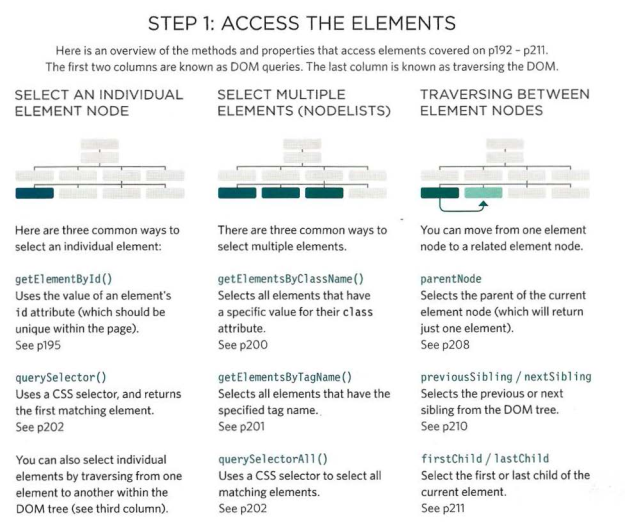 STEP 1: ACCESS THE ELEMENTS
Here is an overview of the methods and properties that access elements covered on p192 – p211.
The first two columns are known as DOM queries. The last column is known as traversing the DOM.
SELECT AN INDIVIDUAL
ELEMENT NODE
Here are three common ways to
select an individual element:
getElementById()
Uses the value of an element's
id attribute (which should be
unique within the page).
See p195
querySelector()
Uses a CSS selector, and returns
the first matching element.
See p202
You can also select individual
elements by traversing from one
element to another within the
DOM tree (see third column).
SELECT MULTIPLE
ELEMENTS (NODELISTS)
There are three common ways to
select multiple elements.
getElementsByClassName()
Selects all elements that have
a specific value for their class
attribute.
See p200
getElementsByTagName()
Selects all elements that have the
specified tag name.
See p201
querySelectorAll()
Uses a CSS selector to select all
matching elements.
See p202
TRAVERSING BETWEEN
ELEMENT NODES
You can move from one element
node to a related element node.
parentNode
Selects the parent of the current
element node (which will return
just one element).
See p208
previousSibling / nextSibling
Selects the previous or next
sibling from the DOM tree.
See p210
firstChild / lastChild
Select the first or last child of the
current element.
See p211